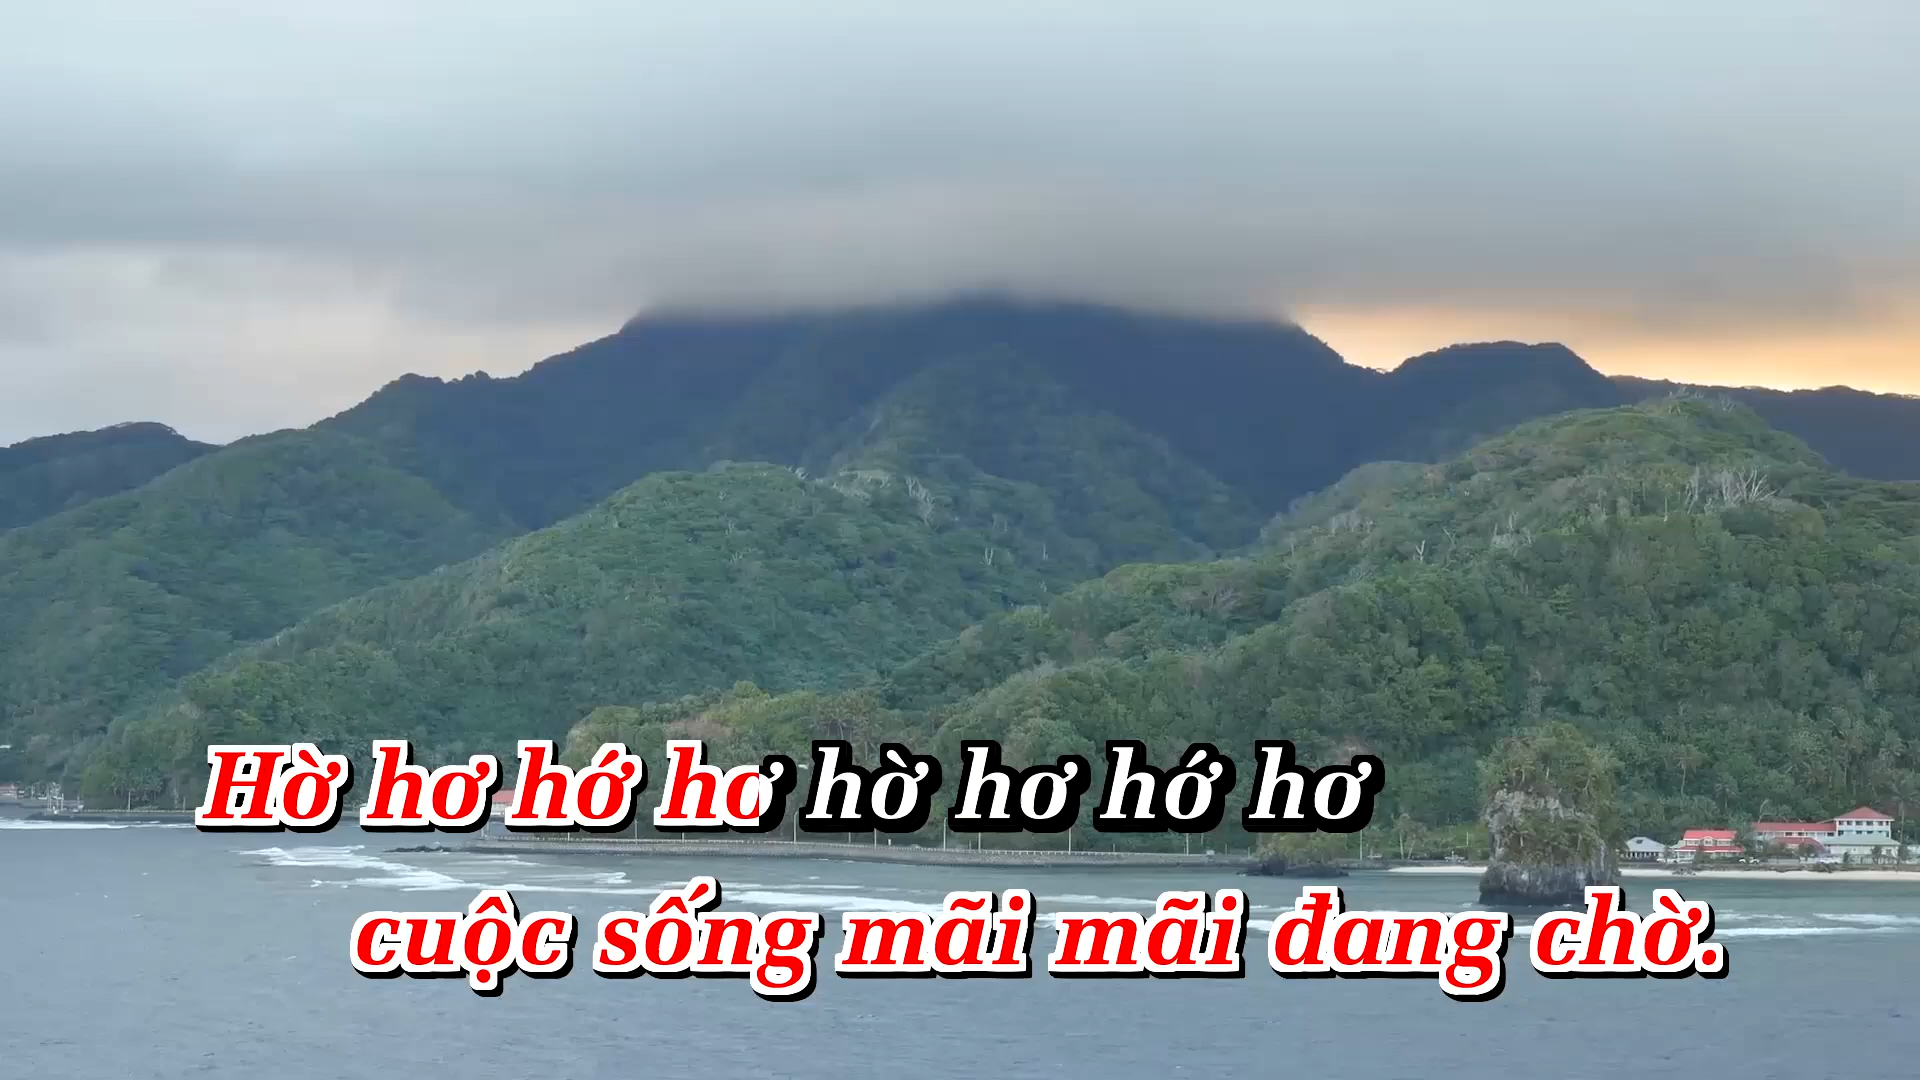 Hờ hơ hớ hơ hờ hơ hớ hơ
cuộc sống mãi mãi đang chờ.